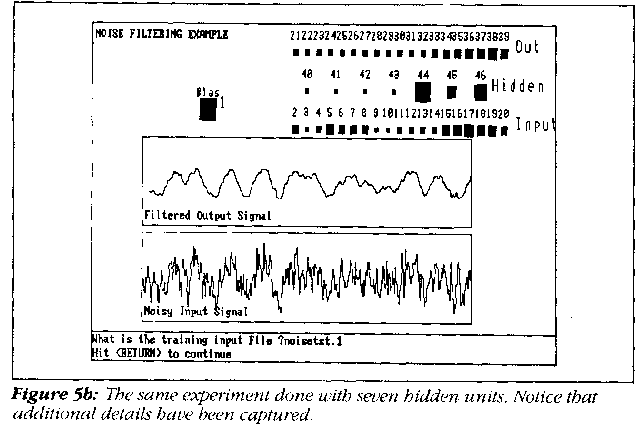 NOISE FILTERING EXAMPLE
21222324252627282930313233343536373839 Out
40 41 42 43 44 45 46 Hidden
Bias 1
2 3 4 5 6 7 8 9 1011121314151617181920 Input
Filtered Output Signal
Noisy Input Signal
What is the training input file ?noisetxt.1
Hit <RETURN> to continue
Figure 5b: The same experiment done with seven hidden units. Notice that
additional details have been captured.